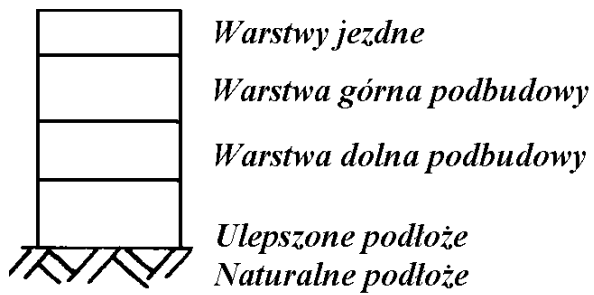 Warstwy jezdne
Warstwa górna podbudowy
Warstwa dolna podbudowy
Ulepszone podłoże
Naturalne podłoże